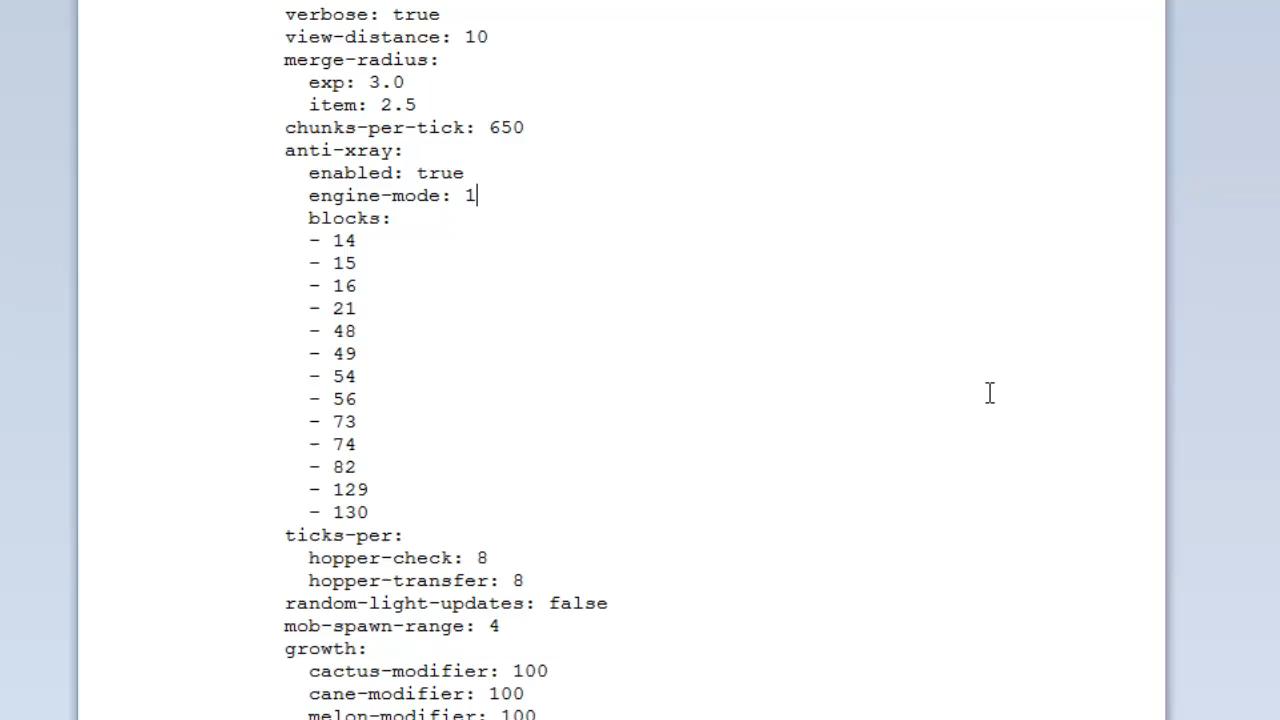 verbose: true
view-distance: 10
merge-radius:
exp: 3.0
item: 2.5
chunks-per-tick: 650
anti-xray:
enabled: true
engine-mode: 1
blocks:
- 14
- 15
- 16
- 21
- 48
- 49
- 54
- 56
- 73
- 74
- 82
- 129
- 130
ticks-per:
hopper-check: 8
hopper-transfer: 8
random-light-updates: false
mob-spawn-range: 4
growth:
cactus-modifier: 100
cane-modifier: 100
melon-modifier: 100